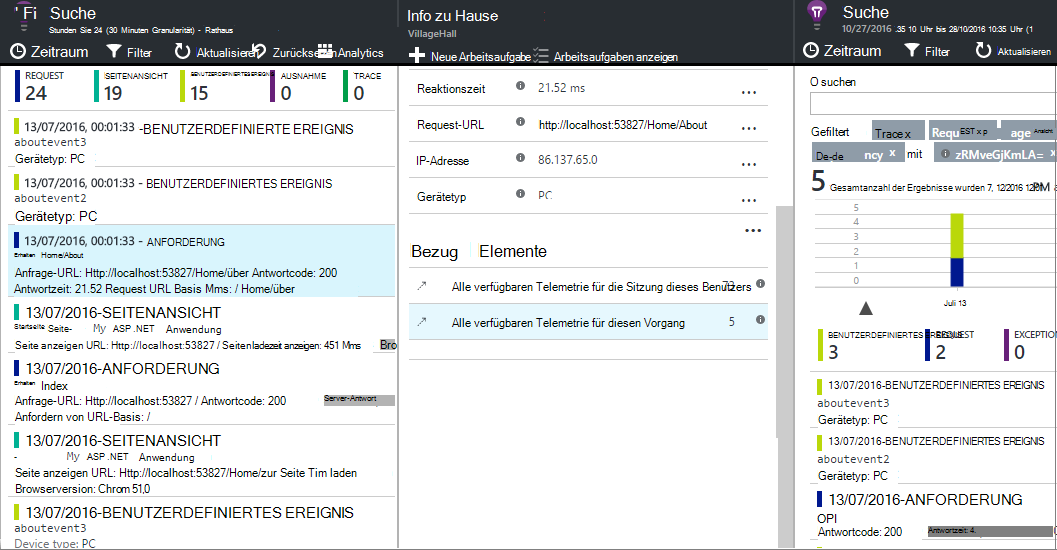 ' Fi Suche
Stunden Sie 24 (30 Minuten Granularität) - Rathaus
Zeitraum Filter Aktualisieren Zurücksetzen Analytics
REQUEST SEITENANSICHT BENUTZERDEFINIERTES EREIGNIS AUSNAHME TRACE
24 19 15 0 0
13/07/2016, 00:01:33 -BENUTZERDEFINIERTE EREIGNIS
aboutevent3
Gerätetyp: PC
13/07/2016, 00:01:33 - BENUTZERDEFINIERTES EREIGNIS
aboutevent2
Gerätetyp: PC
13/07/2016, 00:01:33 - ANFORDERUNG
Erhalten Home/About
Anfrage-URL: Http://localhost:53827/Home/über Antwortcode: 200
Antwortzeit: 21.52 Request URL Basis Mms: / Home/über
13/07/2016-SEITENANSICHT
Startseite Seite- My ASP .NET Anwendung
Seite anzeigen URL: Http://localhost:53827 / Seitenladezeit anzeigen: 451 Mms Bro
13/07/2016-ANFORDERUNG
Erhalten Index
Anfrage-URL: Http://localhost:53827 / Antwortcode: 200 Server-Antwort
Anfordern von URL-Basis: /
13/07/2016-SEITENANSICHT
- My ASP .NET Anwendung
Seite anzeigen URL: Http://localhost:53827/Home/zur Seite Tim laden
Browserversion: Chrom 51,0
13/07/2016-BENUTZERDEFINIERTES EREIGNIS
aboutevent3
Device type: PC
Info zu Hause
VillageHall
Neue Arbeitsaufgabe Arbeitsaufgaben anzeigen
Reaktionszeit 21.52 ms ...
Request-URL http://localhost:53827/Home/About ...
IP-Adresse 86.137.65.0 ...
Gerätetyp PC ...
...
Bezug Elemente
Alle verfügbaren Telemetrie für die Sitzung dieses Benutzers
Alle verfügbaren Telemetrie für diesen Vorgang 5
Suche
10/27/2016 .35 10 Uhr bis 28/10/2016 10:35 Uhr (1
Zeitraum Filter Aktualisieren
O suchen
Gefiltert Trace x Requ EST x p age Ansicht
De-de ncy x mit zRMveGjKmLA= x
5 Gesamtanzahl der Ergebnisse wurden 7, 12/2016 PM
5
4
3
2
1
0
Juli 13
BENUTZERDEFINIERTES REQUEST EXCEPTION
3 2 0
13/07/2016-BENUTZERDEFINIERTES EREIGNIS
aboutevent3
Gerätetyp: PC
13/07/2016-BENUTZERDEFINIERTES EREIGNIS
aboutevent2
Gerätetyp: PC
13/07/2016-ANFORDERUNG
OPI
Antwortcode: 200 Antwortzeit: 4.